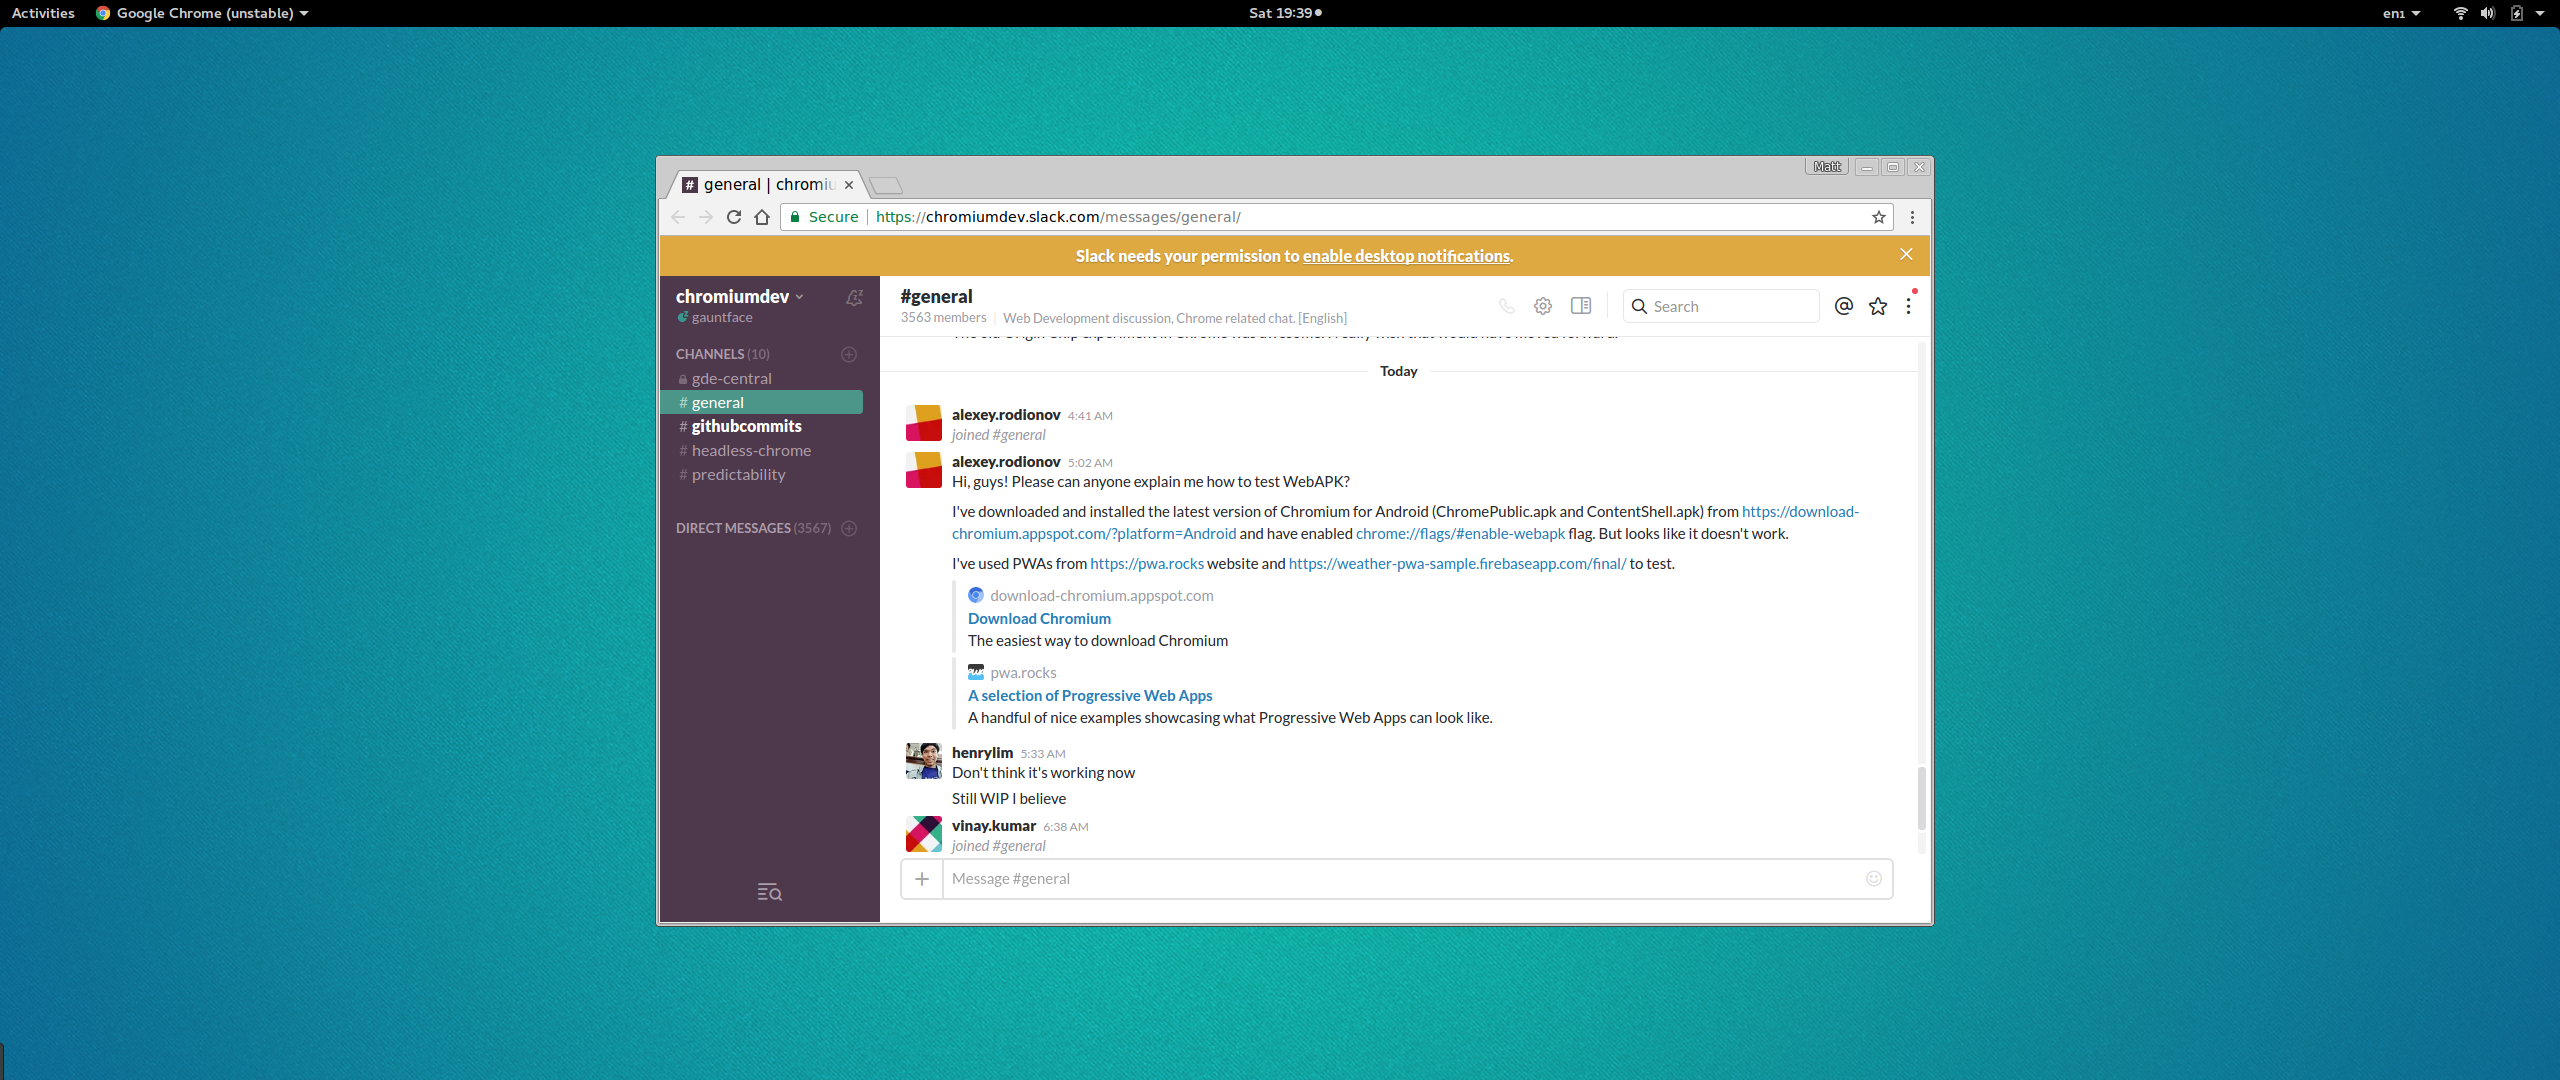 Activities Google Chrome (unstable) Sat 19:39 en1
Matt
general | chromiu
Secure https://chromiumdev.slack.com/messages/general/
Slack needs your permission to enable desktop notifications.
chromiumdev
gauntface
CHANNELS (10)
gde-central
# general
# githubcommits
# headless-chrome
# predictability
DIRECT MESSAGES (3567)
#general
3563 members Web Development discussion, Chrome related chat. [English]
Search
Today
alexey.rodionov 4:41 AM
joined #general
alexey.rodionov 5:02 AM
Hi, guys! Please can anyone explain me how to test WebAPK?
I've downloaded and installed the latest version of Chromium for Android (ChromePublic.apk and ContentShell.apk) from https://download-
chromium.appspot.com/?platform=Android and have enabled chrome://flags/#enable-webapk flag. But looks like it doesn't work.
I've used PWAs from https://pwa.rocks website and https://weather-pwa-sample.firebaseapp.com/final/ to test.
download-chromium.appspot.com
Download Chromium
The easiest way to download Chromium
pwa.rocks
A selection of Progressive Web Apps
A handful of nice examples showcasing what Progressive Web Apps can look like.
henrylim 5:33 AM
Don't think it's working now
Still WIP I believe
vinay.kumar 6:38 AM
joined #general
Message #general